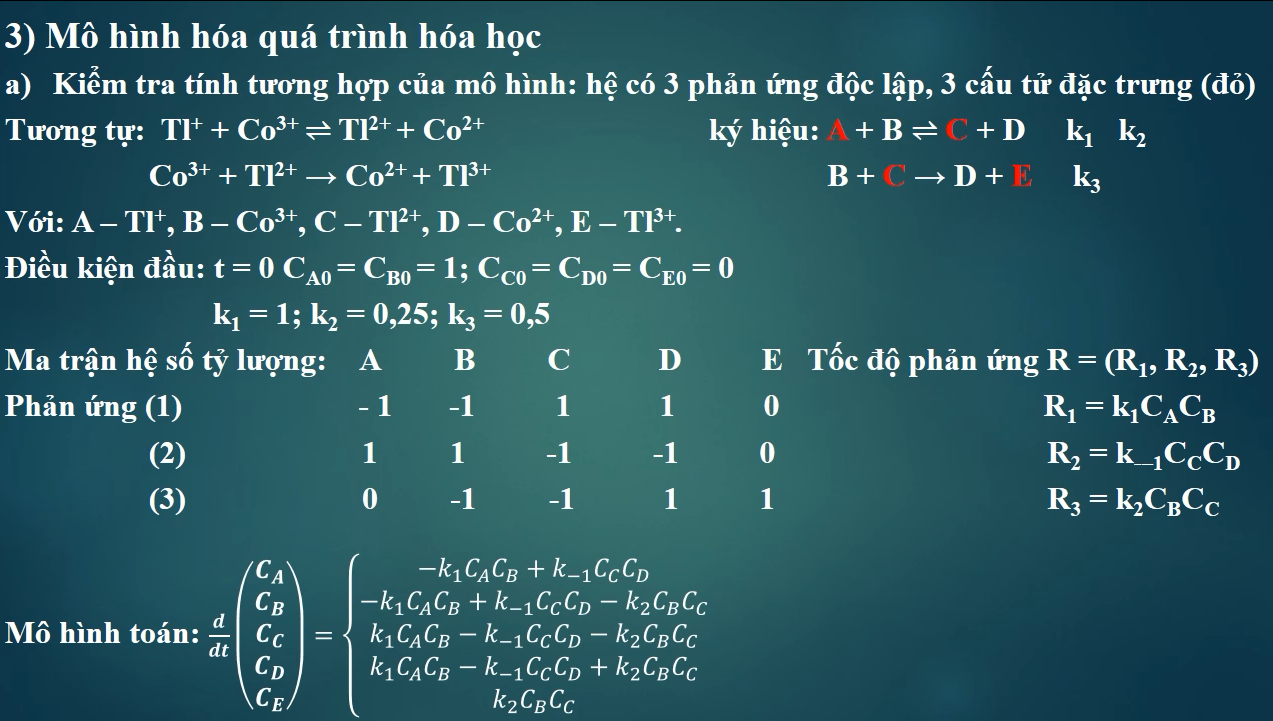 3) Mô hình hóa quá trình hóa học
a) Kiểm tra tính tương hợp của mô hình: hệ có 3 phản ứng độc lập, 3 cấu tử đặc trưng (đỏ)
Tương tự: Tl⁺ + Co³⁺ ⇌ Tl²⁺ + Co²⁺ ký hiệu: A + B ⇌ C + D k₁ k₂
Co³⁺ + Tl²⁺ → Co²⁺ + Tl³⁺ B + C → D + E k₃
Với: A – Tl⁺, B – Co³⁺, C – Tl²⁺, D – Co²⁺, E – Tl³⁺.
Điều kiện đầu: t = 0 C_A0 = C_B0 = 1; C_C0 = C_D0 = C_E0 = 0
k₁ = 1; k₂ = 0,25; k₃ = 0,5
Ma trận hệ số tỷ lượng: A B C D E Tốc độ phản ứng R = (R₁, R₂, R₃)
Phản ứng (1) - 1 -1 1 1 0 R₁ = k₁C_AC_B
(2) 1 1 -1 -1 0 R₂ = k_—1C_CC_D
(3) 0 -1 -1 1 1 R₃ = k₂C_BC_C
Mô hình toán: d/dt (C_A C_B C_C C_D C_E) = {
−k₁C_AC_B + k₋₁C_CC_D
−k₁C_AC_B + k₋₁C_CC_D − k₂C_BC_C
k₁C_AC_B − k₋₁C_CC_D − k₂C_BC_C
k₁C_AC_B − k₋₁C_CC_D + k₂C_BC_C
k₂C_BC_C